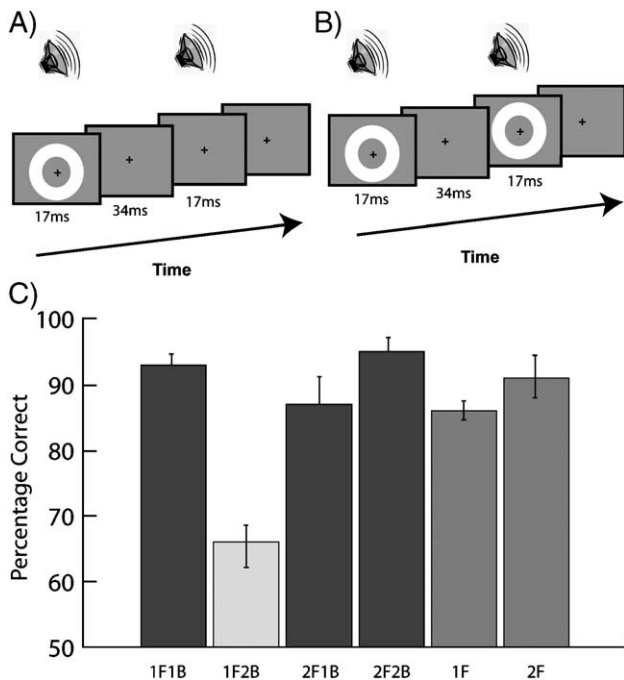 A)
B)
17ms
34ms
17ms
Time
17ms
34ms
17ms
Time
C)
Percentage Correct
100
90
80
70
60
50
1F1B
1F2B
2F1B
2F2B
1F
2F